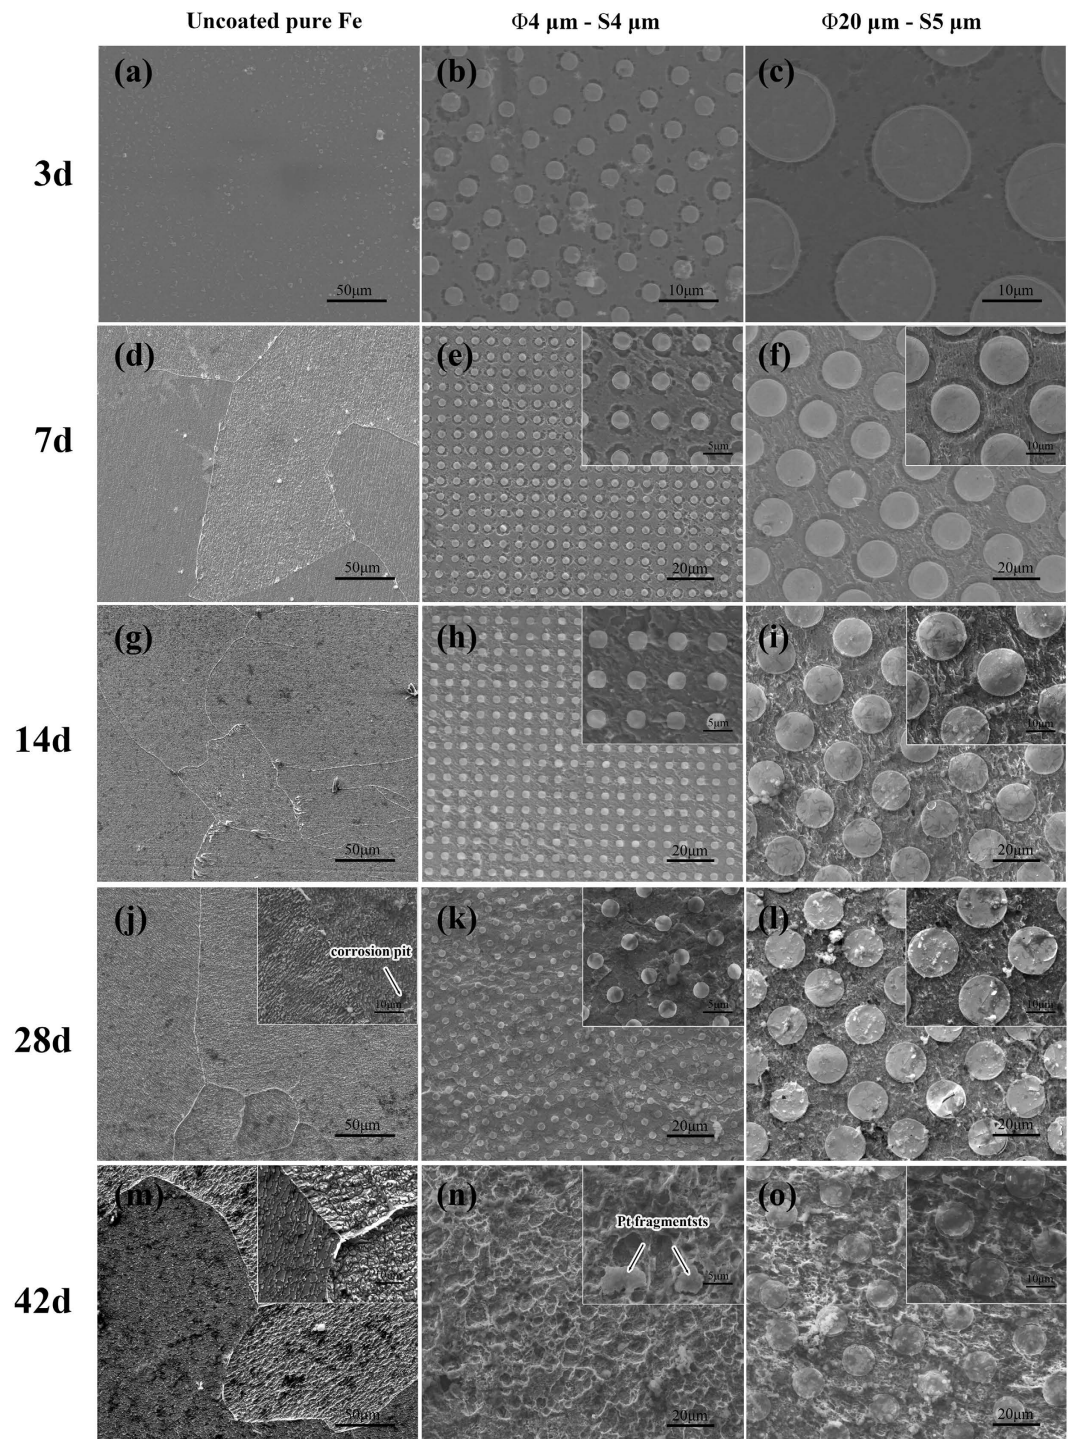 Uncoated pure Fe Φ4 μm - S4 μm Φ20 μm - S5 μm
3d (a) (b) (c)
50μm 10μm 10μm
7d (d) (e) (f)
5μm 10μm
50μm 20μm 20μm
14d (g) (h) (i)
5μm 10μm
50μm 20μm 20μm
28d (j) (k) (l)
corrosion pit
10μm 5μm 10μm
50μm 20μm 20μm
42d (m) (n) (o)
Pt fragmentsts
5μm 10μm
50μm 20μm 20μm